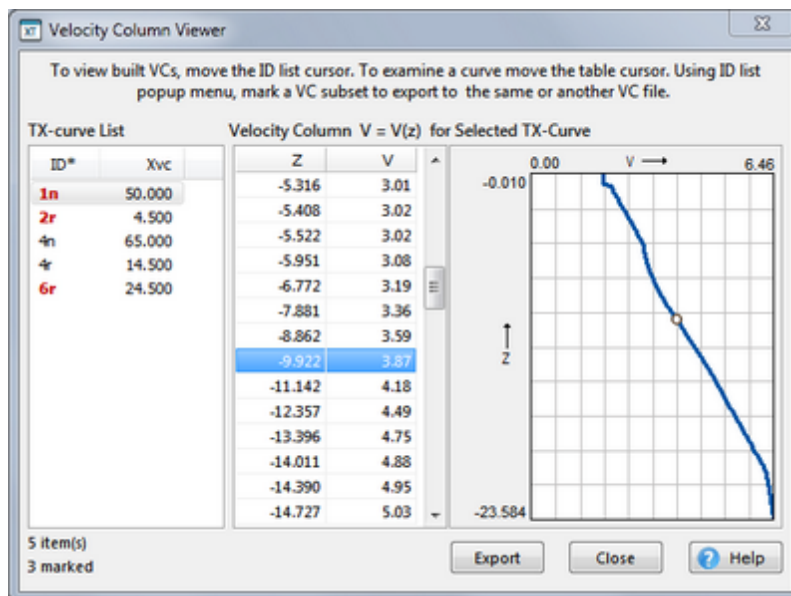 XT Velocity Column Viewer
To view built VCs, move the ID list cursor. To examine a curve move the table cursor. Using ID list
popup menu, mark a VC subset to export to the same or another VC file.
TX-curve List
ID* Xvc
1n 50.000
2r 4.500
4n 65.000
4r 14.500
6r 24.500
5 item(s)
3 marked
Velocity Column V = V(z) for Selected TX-Curve
Z V
-5.316 3.01
-5.408 3.02
-5.522 3.02
-5.951 3.08
-6.772 3.19
-7.881 3.36
-8.862 3.59
-9.922 3.87
-11.142 4.18
-12.357 4.49
-13.396 4.75
-14.011 4.88
-14.390 4.95
-14.727 5.03
0.00 V → 6.46
-0.010
Z
-23.584
Export
Close
? Help